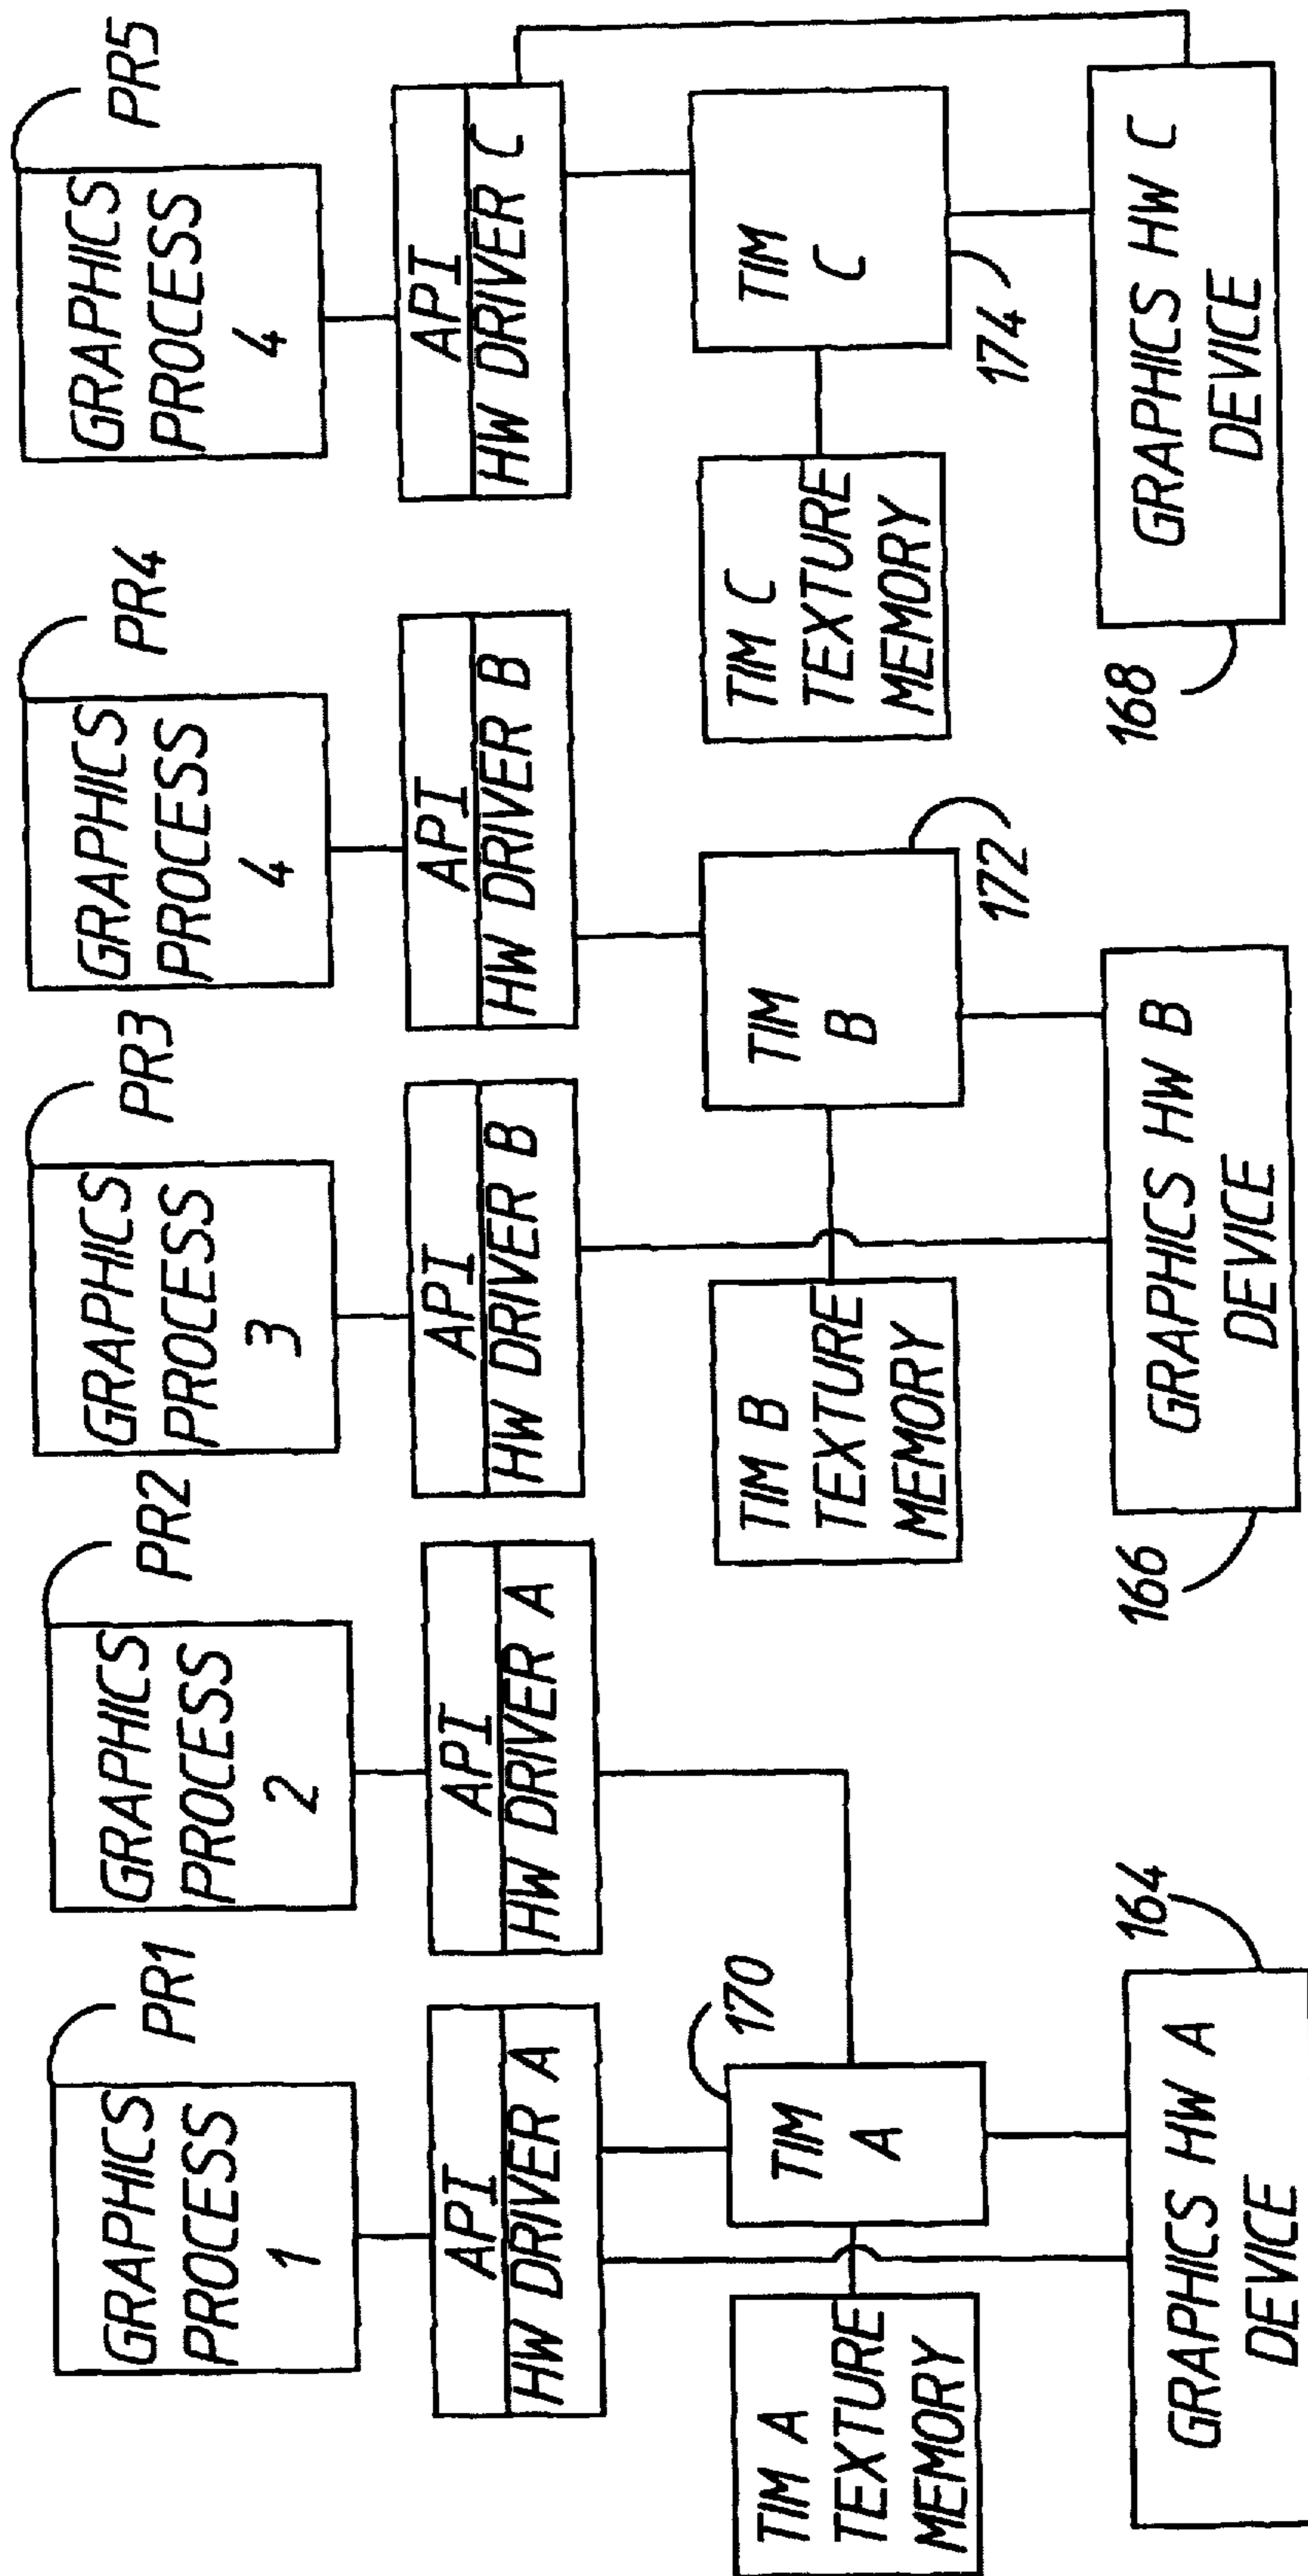 GRAPHICS
PROCESS
1
PR1
GRAPHICS
PROCESS
2
PR2
GRAPHICS
PROCESS
3
PR3
GRAPHICS
PROCESS
4
PR4
GRAPHICS
PROCESS
4
PR5
API
HW DRIVER A
API
HW DRIVER A
API
HW DRIVER B
API
HW DRIVER B
API
HW DRIVER C
TIM A
TEXTURE
MEMORY
TIM
A
170
TIM B
TEXTURE
MEMORY
TIM
B
172
TIM C
TEXTURE
MEMORY
TIM
C
174
GRAPHICS HW A
DEVICE
164
GRAPHICS HW B
DEVICE
166
GRAPHICS HW C
DEVICE
168